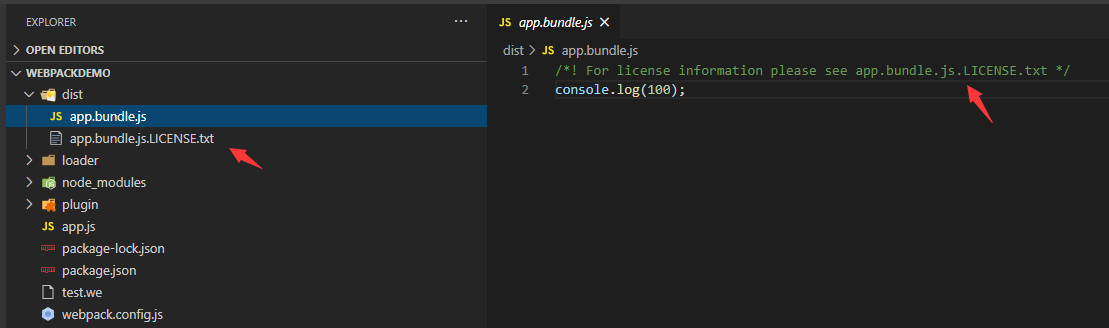 EXPLORER
···
OPEN EDITORS
WEBPACKDEMO
dist
JS app.bundle.js
app.bundle.js.LICENSE.txt
loader
node_modules
plugin
JS app.js
package-lock.json
package.json
test.we
webpack.config.js
JS app.bundle.js
dist > JS app.bundle.js
1 /*! For license information please see app.bundle.js.LICENSE.txt */
2 console.log(100);